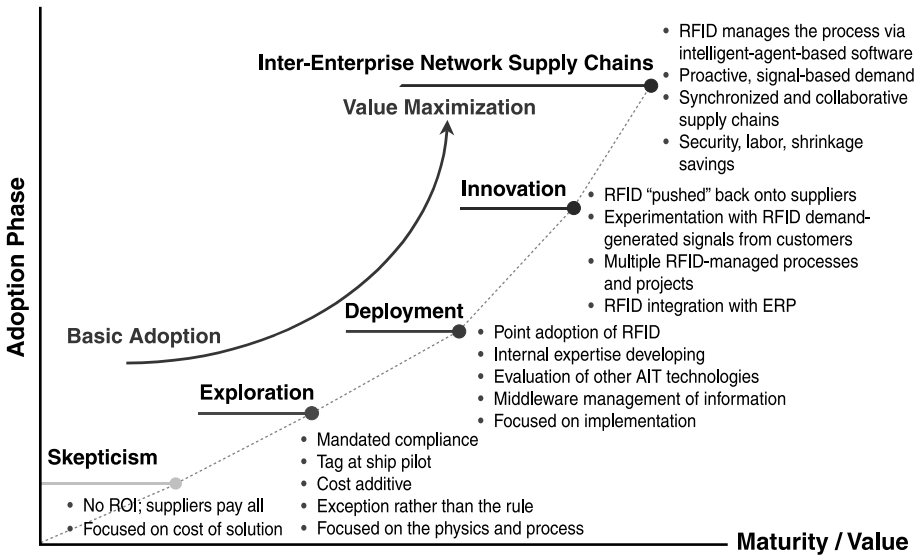 Adoption Phase
Inter-Enterprise Network Supply Chains
• RFID manages the process via
intelligent-agent-based software
• Proactive, signal-based demand
• Synchronized and collaborative
supply chains
• Security, labor, shrinkage
savings
Value Maximization
Innovation
• RFID “pushed” back onto suppliers
• Experimentation with RFID demand-
generated signals from customers
• Multiple RFID-managed processes
and projects
• RFID integration with ERP
Deployment
• Point adoption of RFID
• Internal expertise developing
• Evaluation of other AIT technologies
• Middleware management of information
• Focused on implementation
Basic Adoption
Exploration
• Mandated compliance
• Tag at ship pilot
• Cost additive
• Exception rather than the rule
• Focused on the physics and process
Skepticism
• No ROI; suppliers pay all
• Focused on cost of solution
Maturity / Value